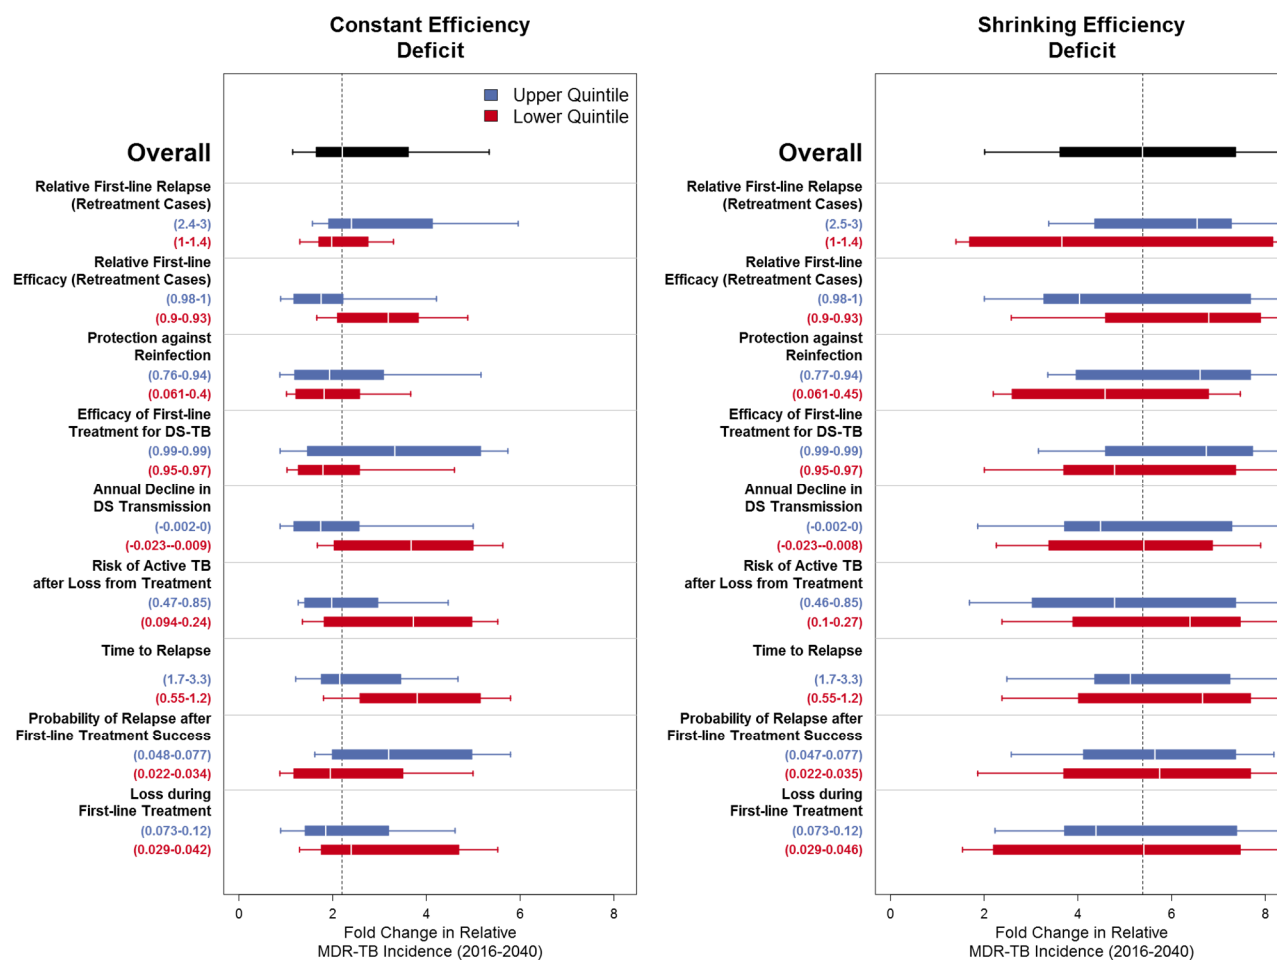 Constant Efficiency
Deficit
Upper Quintile
Lower Quintile
Overall
Relative First-line Relapse
(Retreatment Cases)
(2.4-3)
(1-1.4)
Relative First-line
Efficacy (Retreatment Cases)
(0.98-1)
(0.9-0.93)
Protection against
Reinfection
(0.76-0.94)
(0.061-0.4)
Efficacy of First-line
Treatment for DS-TB
(0.99-0.99)
(0.95-0.97)
Annual Decline in
DS Transmission
(-0.002-0)
(-0.023--0.009)
Risk of Active TB
after Loss from Treatment
(0.47-0.85)
(0.094-0.24)
Time to Relapse
(1.7-3.3)
(0.55-1.2)
Probability of Relapse after
First-line Treatment Success
(0.048-0.077)
(0.022-0.034)
Loss during
First-line Treatment
(0.073-0.12)
(0.029-0.042)
0 2 4 6 8
Fold Change in Relative
MDR-TB Incidence (2016-2040)
Shrinking Efficiency
Deficit
Overall
Relative First-line Relapse
(Retreatment Cases)
(2.5-3)
(1-1.4)
Relative First-line
Efficacy (Retreatment Cases)
(0.98-1)
(0.9-0.93)
Protection against
Reinfection
(0.77-0.94)
(0.061-0.45)
Efficacy of First-line
Treatment for DS-TB
(0.99-0.99)
(0.95-0.97)
Annual Decline in
DS Transmission
(-0.002-0)
(-0.023--0.008)
Risk of Active TB
after Loss from Treatment
(0.46-0.85)
(0.1-0.27)
Time to Relapse
(1.7-3.3)
(0.55-1.2)
Probability of Relapse after
First-line Treatment Success
(0.047-0.077)
(0.022-0.035)
Loss during
First-line Treatment
(0.073-0.12)
(0.029-0.046)
0 2 4 6 8
Fold Change in Relative
MDR-TB Incidence (2016-2040)